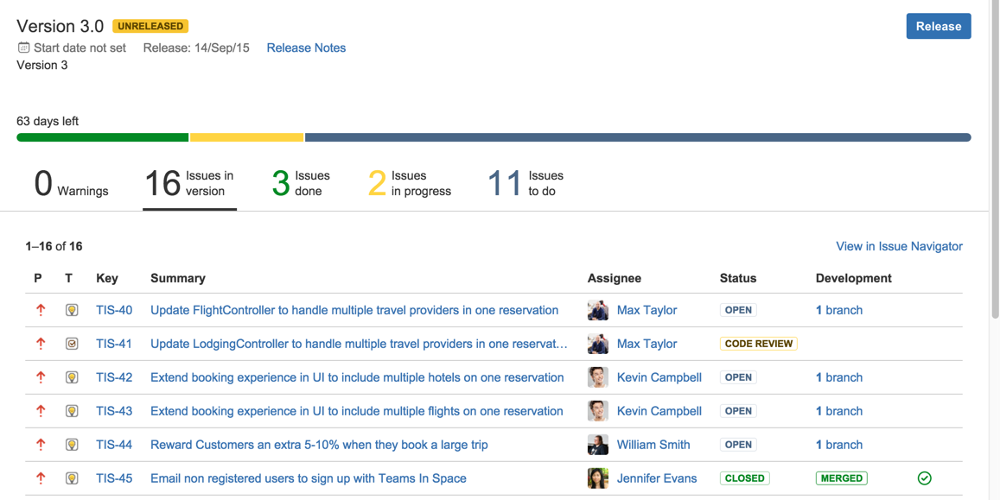 Version 3.0 UNRELEASED Release
Start date not set Release: 14/Sep/15 Release Notes
Version 3
63 days left
0 Warnings 16 Issues in version 3 Issues done 2 Issues in progress 11 Issues to do
1–16 of 16 View in Issue Navigator
P T Key Summary Assignee Status Development
TIS-40 Update FlightController to handle multiple travel providers in one reservation Max Taylor OPEN 1 branch
TIS-41 Update LodgingController to handle multiple travel providers in one reservat… Max Taylor CODE REVIEW
TIS-42 Extend booking experience in UI to include multiple hotels on one reservation Kevin Campbell OPEN 1 branch
TIS-43 Extend booking experience in UI to include multiple flights on one reservation Kevin Campbell OPEN 1 branch
TIS-44 Reward Customers an extra 5-10% when they book a large trip William Smith OPEN 1 branch
TIS-45 Email non registered users to sign up with Teams In Space Jennifer Evans CLOSED MERGED